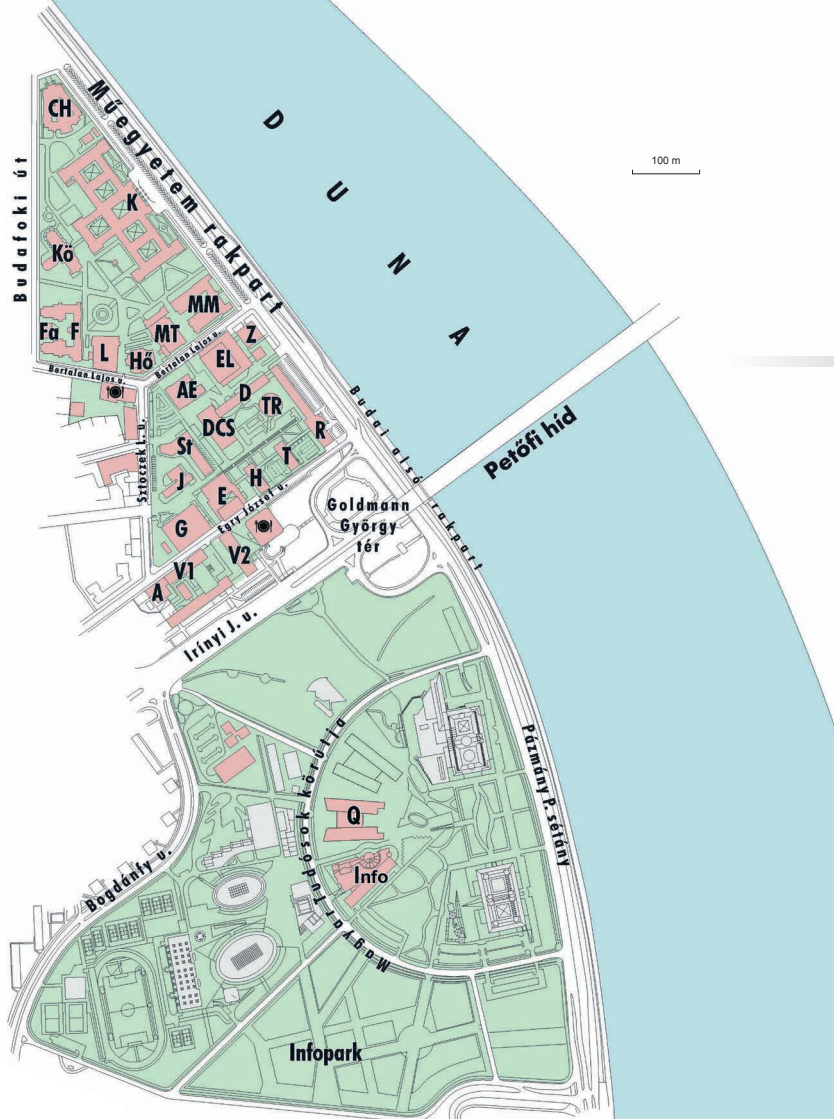 CH
Műegyetem rakpart
D U N A
100 m
Budafoki út
K
Kö
MM
Fa F
L
Hő
MT
Z
Bertalan Lajos u.
Bertalan Lajos u.
EL
AE
D
TR
DCS
R
St
T
J
H
E
Sztoczek L. u.
G
Egry József u.
V2
V1
A
Budai alsó rakpart
Petőfi híd
Goldmann
György
tér
Irínyi J. u.
Magyar tudósok körútja
Pázmány P. sétány
Q
Info
Bogdánfy u.
Infopark